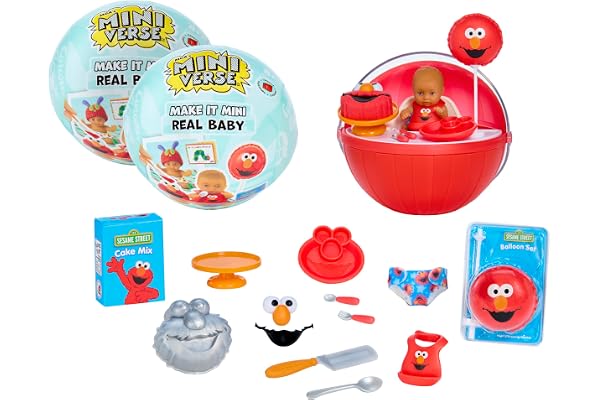 MINI
VERSE
MAKE IT MINI
REAL BABY
MINI
VERSE
MAKE IT MINI
REAL BABY
SESAME STREET
Cake Mix
SESAME STREET
Balloon Set